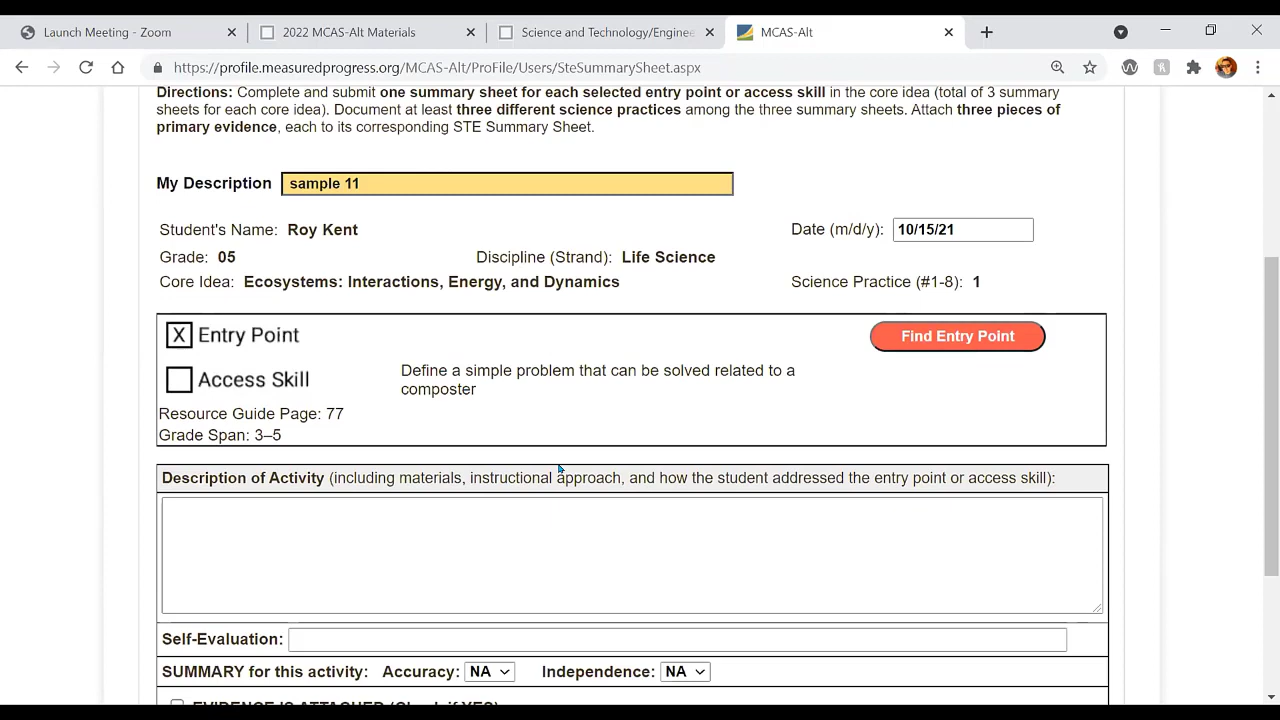 Launch Meeting - Zoom
2022 MCAS-Alt Materials
Science and Technology/Enginee
MCAS-Alt
https://profile.measuredprogress.org/MCAS-Alt/ProFile/Users/SteSummarySheet.aspx
Directions: Complete and submit one summary sheet for each selected entry point or access skill in the core idea (total of 3 summary
sheets for each core idea). Document at least three different science practices among the three summary sheets. Attach three pieces of
primary evidence, each to its corresponding STE Summary Sheet.
My Description sample 11
Student's Name: Roy Kent Date (m/d/y): 10/15/21
Grade: 05 Discipline (Strand): Life Science
Core Idea: Ecosystems: Interactions, Energy, and Dynamics Science Practice (#1-8): 1
X Entry Point Find Entry Point
Access Skill
Define a simple problem that can be solved related to a
composter
Resource Guide Page: 77
Grade Span: 3–5
Description of Activity (including materials, instructional approach, and how the student addressed the entry point or access skill):
Self-Evaluation:
SUMMARY for this activity: Accuracy: NA Independence: NA
EVIDENCE IS ATTACHED (Check if YES)